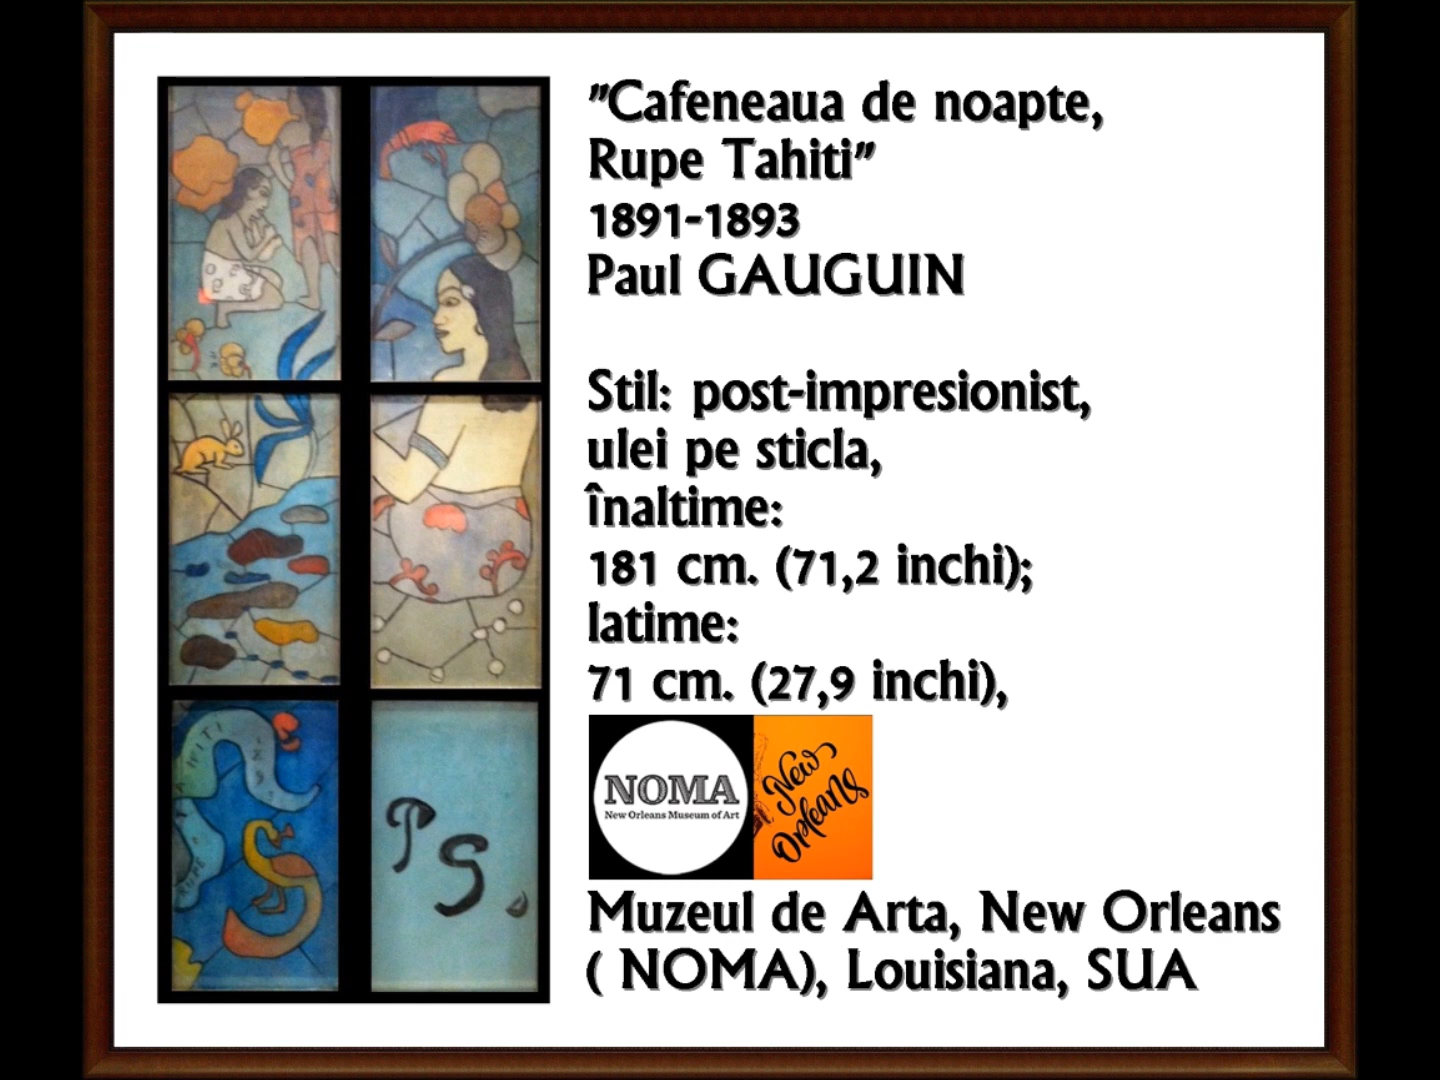 "Cafeneaua de noapte,
Rupe Tahiti"
1891-1893
Paul GAUGUIN
Stil: post-impresionist,
ulei pe sticla,
înaltime:
181 cm. (71,2 inchi);
latime:
71 cm. (27,9 inchi),
NOMA
New Orleans Museum of Art
New
Orleans
Muzeul de Arta, New Orleans
( NOMA), Louisiana, SUA
RUPE
PG